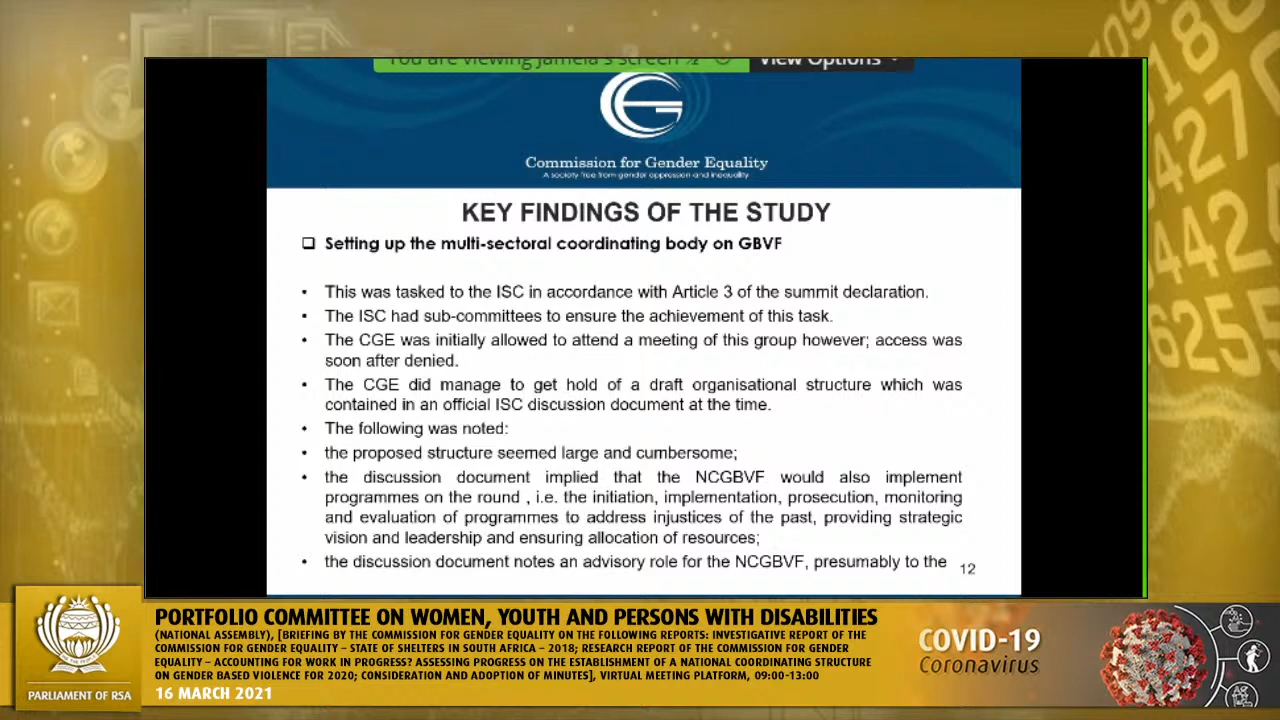 You are viewing Jamela's screen
View Options
Commission for Gender Equality
A society free from gender oppression and inequality
KEY FINDINGS OF THE STUDY
Setting up the multi-sectoral coordinating body on GBVF
• This was tasked to the ISC in accordance with Article 3 of the summit declaration.
• The ISC had sub-committees to ensure the achievement of this task.
• The CGE was initially allowed to attend a meeting of this group however; access was
soon after denied.
• The CGE did manage to get hold of a draft organisational structure which was
contained in an official ISC discussion document at the time.
• The following was noted:
• the proposed structure seemed large and cumbersome;
• the discussion document implied that the NCGBVF would also implement
programmes on the round , i.e. the initiation, implementation, prosecution, monitoring
and evaluation of programmes to address injustices of the past, providing strategic
vision and leadership and ensuring allocation of resources;
• the discussion document notes an advisory role for the NCGBVF, presumably to the
12
PORTFOLIO COMMITTEE ON WOMEN, YOUTH AND PERSONS WITH DISABILITIES
(NATIONAL ASSEMBLY), [BRIEFING BY THE COMMISSION FOR GENDER EQUALITY ON THE FOLLOWING REPORTS: INVESTIGATIVE REPORT OF THE
COMMISSION FOR GENDER EQUALITY – STATE OF SHELTERS IN SOUTH AFRICA – 2018; RESEARCH REPORT OF THE COMMISSION FOR GENDER
EQUALITY – ACCOUNTING FOR WORK IN PROGRESS? ASSESSING PROGRESS ON THE ESTABLISHMENT OF A NATIONAL COORDINATING STRUCTURE
ON GENDER BASED VIOLENCE FOR 2020; CONSIDERATION AND ADOPTION OF MINUTES], VIRTUAL MEETING PLATFORM, 09:00-13:00
16 MARCH 2021
PARLIAMENT OF RSA
COVID-19
Coronavirus